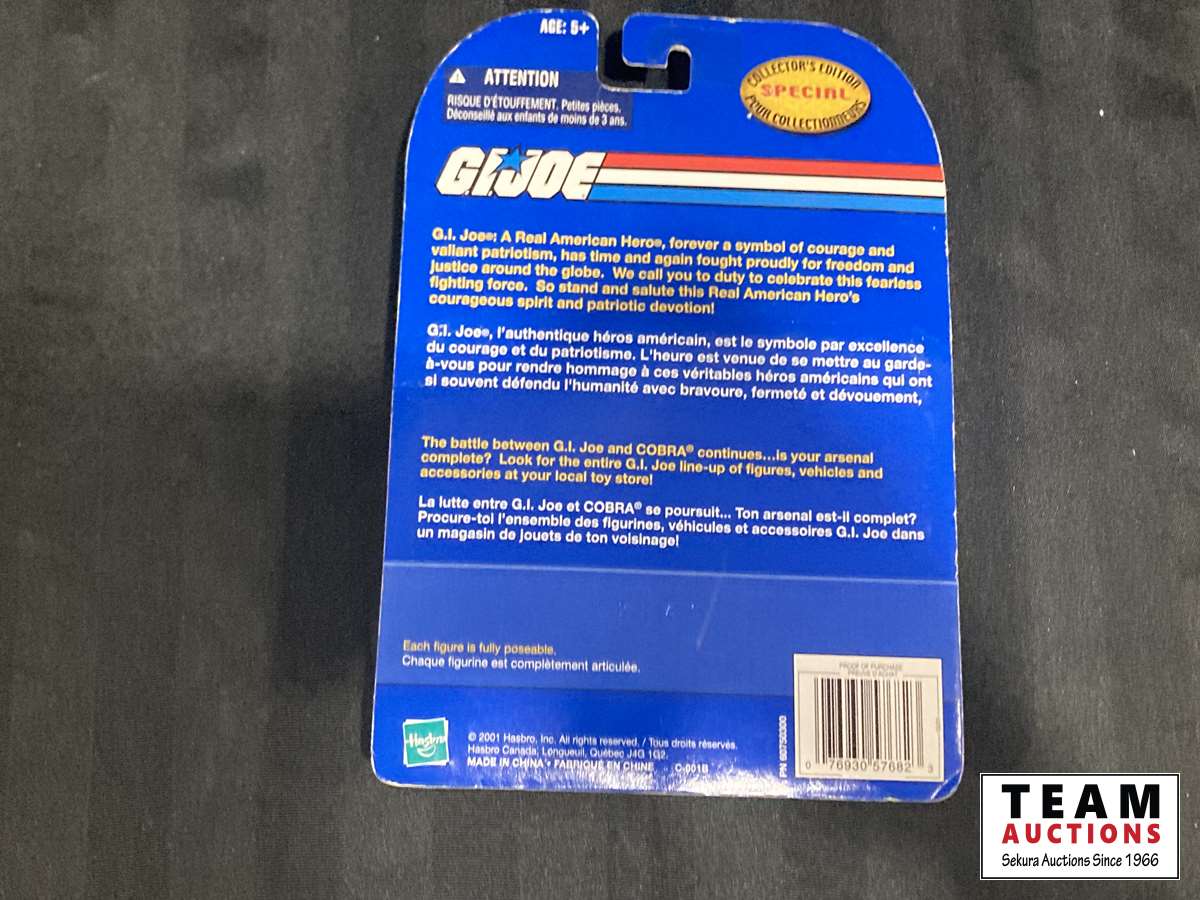 AGE: 5+
ATTENTION
RISQUE D'ÉTOUFFEMENT. Petites pièces.
Déconseillé aux enfants de moins de 3 ans.
COLLECTOR'S EDITION
SPECIAL
POUR COLLECTIONNEURS
G.I.JOE
G.I. Joe®: A Real American Hero®, forever a symbol of courage and
valiant patriotism, has time and again fought proudly for freedom and
justice around the globe. We call you to duty to celebrate this fearless
fighting force. So stand and salute this Real American Hero's
courageous spirit and patriotic devotion!
G.I. Joe®, l'authentique héros américain, est le symbole par excellence
du courage et du patriotisme. L'heure est venue de se mettre au garde-
à-vous pour rendre hommage à ces véritables héros américains qui ont
si souvent défendu l'humanité avec bravoure, fermeté et dévouement,
The battle between G.I. Joe and COBRA® continues...is your arsenal
complete? Look for the entire G.I. Joe line-up of figures, vehicles and
accessories at your local toy store!
La lutte entre G.I. Joe et COBRA® se poursuit... Ton arsenal est-il complet?
Procure-toi l'ensemble des figurines, véhicules et accessoires G.I. Joe dans
un magasin de jouets de ton voisinage!
Each figure is fully poseable.
Chaque figurine est complètement articulée.
PROOF OF PURCHASE
PREUVE D'ACHAT
0 76930 57682 3
Hasbro
© 2001 Hasbro, Inc. All rights reserved. / Tous droits réservés.
Hasbro Canada; Longueuil, Québec J4G 1G2.
MADE IN CHINA • FABRIQUÉ EN CHINE C-001B
TEAM
AUCTIONS
Sekura Auctions Since 1966